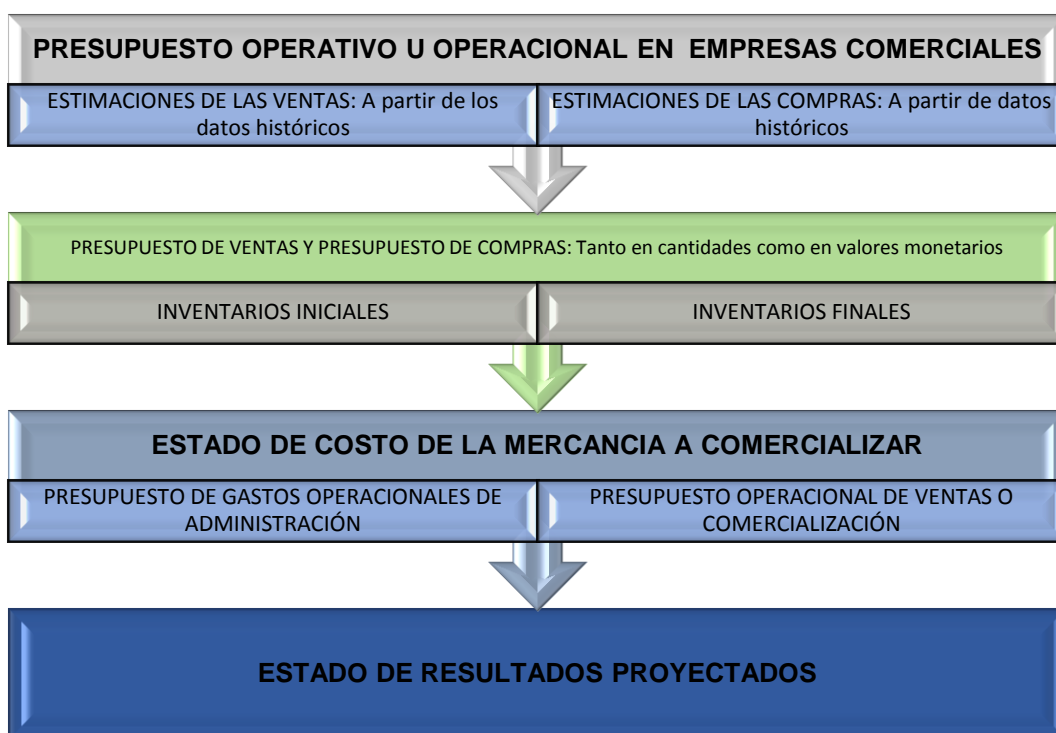 PRESUPUESTO OPERATIVO U OPERACIONAL EN EMPRESAS COMERCIALES
ESTIMACIONES DE LAS VENTAS: A partir de los
datos históricos
ESTIMACIONES DE LAS COMPRAS: A partir de datos
históricos
PRESUPUESTO DE VENTAS Y PRESUPUESTO DE COMPRAS: Tanto en cantidades como en valores monetarios
INVENTARIOS INICIALES
INVENTARIOS FINALES
ESTADO DE COSTO DE LA MERCANCIA A COMERCIALIZAR
PRESUPUESTO DE GASTOS OPERACIONALES DE
ADMINISTRACIÓN
PRESUPUESTO OPERACIONAL DE VENTAS O
COMERCIALIZACIÓN
ESTADO DE RESULTADOS PROYECTADOS